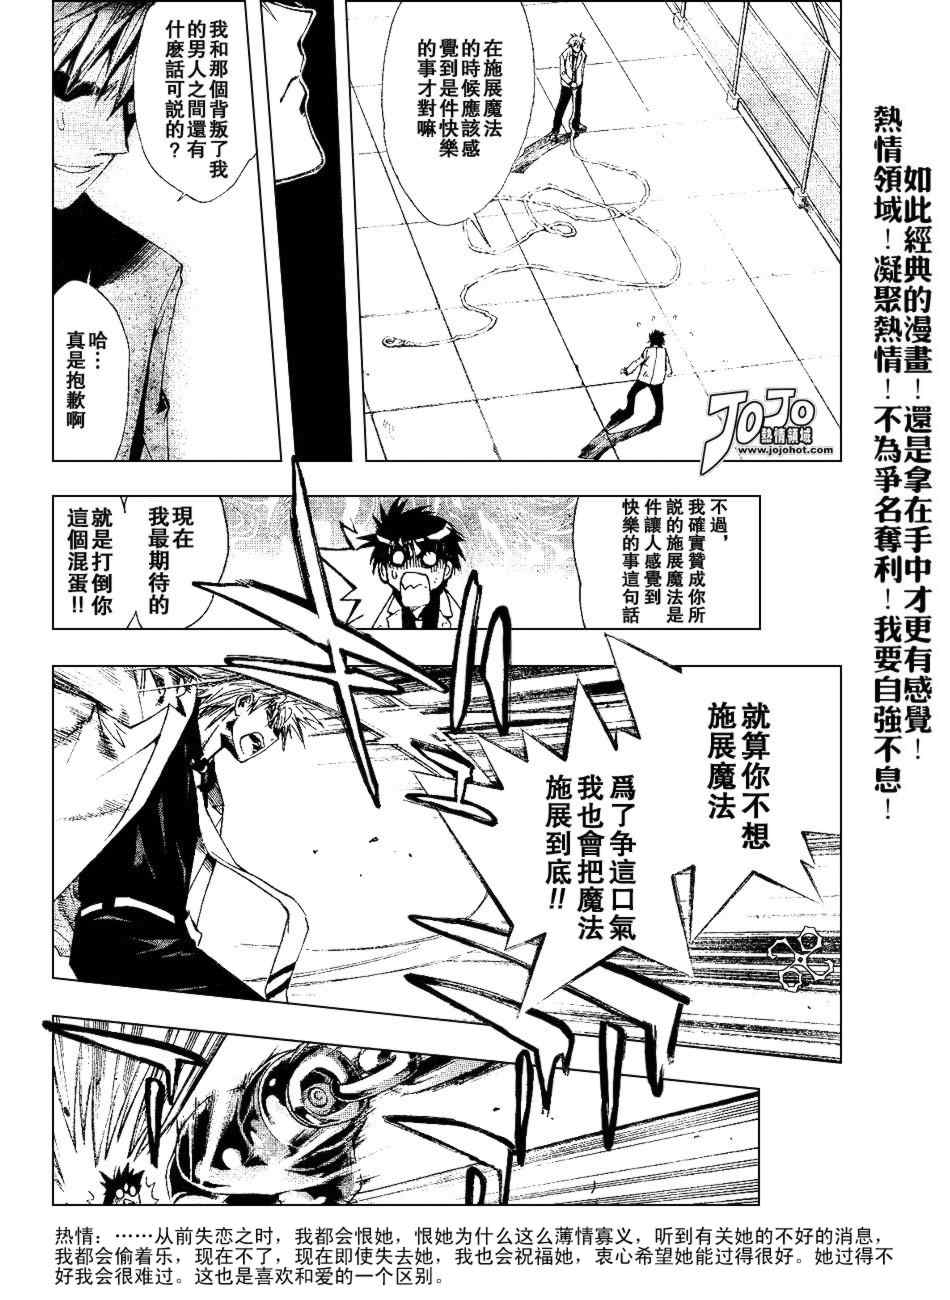 在施展魔法
的時候應該感
覺到是件快樂
的事才對嘛
我和那個背叛了我
的男人之間還有
什麽話可説的？
哈…
真是抱歉啊
JOJO
熱情領域
www.jojohot.com
不過，
我確實贊成你所
説的施展魔法是
件讓人感覺到
快樂的事這句話
現在
我最期待的
就是打倒你
這個混蛋!!
就算你不想
施展魔法
爲了争這口氣
我也會把魔法
施展到底!!
如此經典的漫畫！還是拿在手中才更有感覺！
熱情領域！凝聚熱情！不為爭名奪利！我要自強不息！
热情：……从前失恋之时，我都会恨她，恨她为什么这么薄情寡义，听到有关她的不好的消息，
我都会偷着乐，现在不了，现在即使失去她，我也会祝福她，衷心希望她能过得很好。她过得不
好我会很难过。这也是喜欢和爱的一个区别。